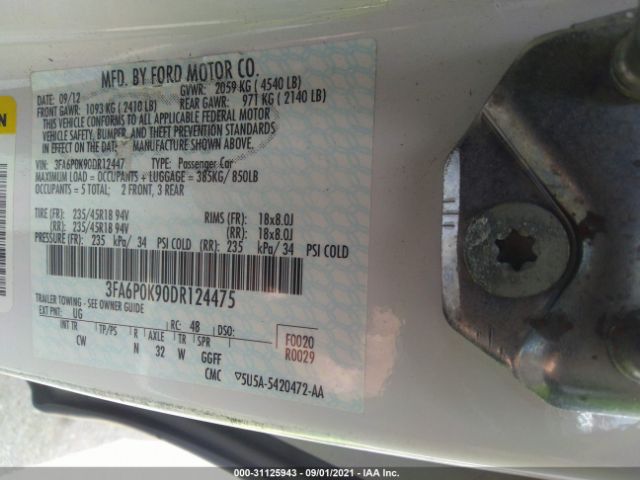 MFD. BY FORD MOTOR CO.
DATE: 09/12 GVWR: 2059 KG ( 4540 LB)
FRONT GAWR: 1093 KG ( 2410 LB) REAR GAWR: 971 KG ( 2140 LB)
THIS VEHICLE CONFORMS TO ALL APPLICABLE FEDERAL MOTOR
VEHICLE SAFETY, BUMPER, AND THEFT PREVENTION STANDARDS
IN EFFECT ON THE DATE OF MANUFACTURE SHOWN ABOVE.
VIN: 3FA6P0K90DR12447 TYPE: Passenger Car
MAXIMUM LOAD = OCCUPANTS + LUGGAGE = 385KG/ 850LB
OCCUPANTS = 5 TOTAL; 2 FRONT, 3 REAR
TIRE (FR): 235/45R18 94V RIMS (FR): 18x8.0J
(RR): 235/45R18 94V (RR): 18x8.0J
PRESSURE (FR): 235 kPa/ 34 PSI COLD (RR): 235 kPa/ 34 PSI COLD
3FA6P0K90DR124475
TRAILER TOWING - SEE OWNER GUIDE
EXT PNT: UG RC: 48 DSO:
INT TR TP/PS R AXLE TR SPR F0020
CW N 32 W GGFF R0029
CMC ▽5U5A-5420472-AA
000-31125943 - 09/01/2021 - IAA Inc.